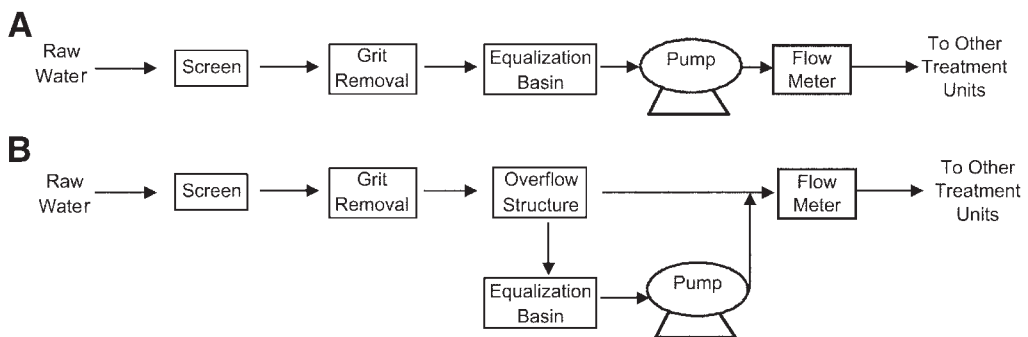 A
Raw
Water
Screen
Grit
Removal
Equalization
Basin
Pump
Flow
Meter
To Other
Treatment
Units
B
Raw
Water
Screen
Grit
Removal
Overflow
Structure
Flow
Meter
To Other
Treatment
Units
Equalization
Basin
Pump